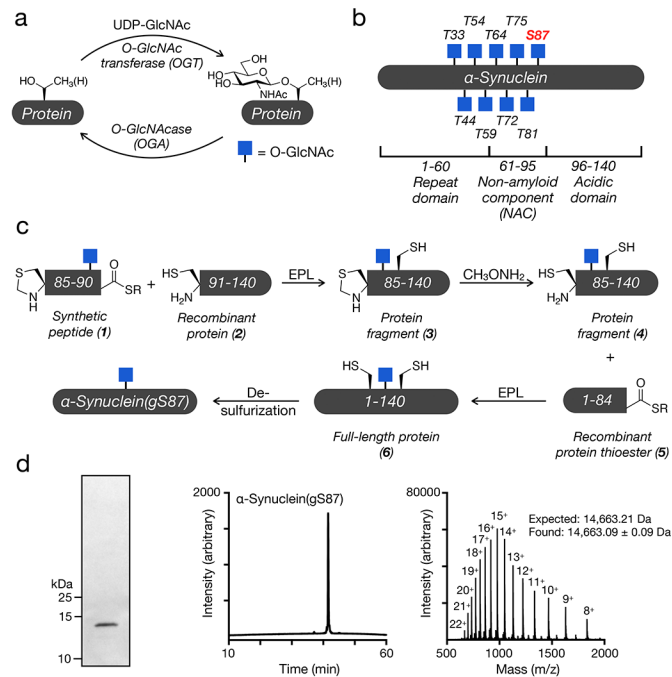 a
UDP-GlcNAc
O-GlcNAc
transferase (OGT)
HO
CH₃(H)
Protein
O-GlcNAcase
(OGA)
OH
HO
O
HO
HO
NHAc
O
CH₃(H)
Protein
= O-GlcNAc
b
T54 T75
T33 T64 S87
α-Synuclein
T44 T72
T59 T81
1-60 61-95 96-140
Repeat Non-amyloid Acidic
domain component domain
(NAC)
c
S
NH
85-90
O
SR
+
HS
H₂N
91-140
EPL
S
NH
SH
85-140
CH₃ONH₂
HS
H₂N
SH
85-140
Synthetic
peptide (1)
Recombinant
protein (2)
Protein
fragment (3)
Protein
fragment (4)
+
α-Synuclein(gS87)
De-
sulfurization
HS
SH
1-140
EPL
1-84
O
SR
Full-length protein
(6)
Recombinant
protein thioester (5)
d
kDa
25
15
10
2000
α-Synuclein(gS87)
Intensity (arbitrary)
0
10 60
Time (min)
80000
Expected: 14,663.21 Da
Found: 14,663.09 ± 0.09 Da
15⁺
16⁺
14⁺
17⁺
18⁺
13⁺
19⁺
12⁺
20⁺
11⁺
10⁺
21⁺
9⁺
22⁺
8⁺
Intensity (arbitrary)
0
500 1000 1500 2000
Mass (m/z)